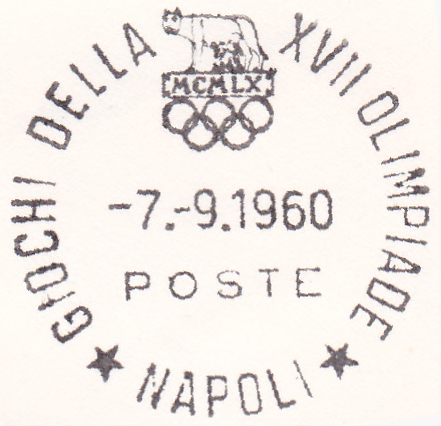 GIOCHI DELLA XVII OLIMPIADE
MCMLX
-7.-9.1960
POSTE
★ NAPOLI ★